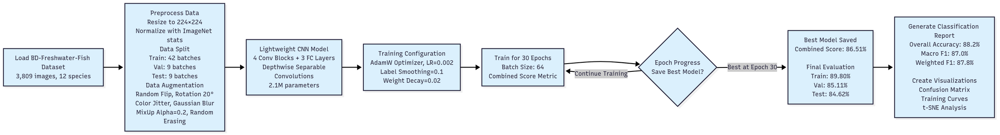 Load BD-Freshwater-Fish
Dataset
3,809 images, 12 species
Preprocess Data
Resize to 224×224
Normalize with ImageNet
stats
Data Split
Train: 42 batches
Val: 9 batches
Test: 9 batches
Data Augmentation
Random Flip, Rotation 20°
Color Jitter, Gaussian Blur
MixUp Alpha=0.2, Random
Erasing
Lightweight CNN Model
4 Conv Blocks + 3 FC Layers
Depthwise Separable
Convolutions
2.1M parameters
Training Configuration
AdamW Optimizer, LR=0.002
Label Smoothing=0.1
Weight Decay=0.02
Train for 30 Epochs
Batch Size: 64
Combined Score Metric
Continue Training
Epoch Progress
Save Best Model?
Best at Epoch 30
Best Model Saved
Combined Score: 86.51%
Final Evaluation
Train: 89.80%
Val: 85.11%
Test: 84.62%
Generate Classification
Report
Overall Accuracy: 88.2%
Macro F1: 87.0%
Weighted F1: 87.8%
Create Visualizations
Confusion Matrix
Training Curves
t-SNE Analysis